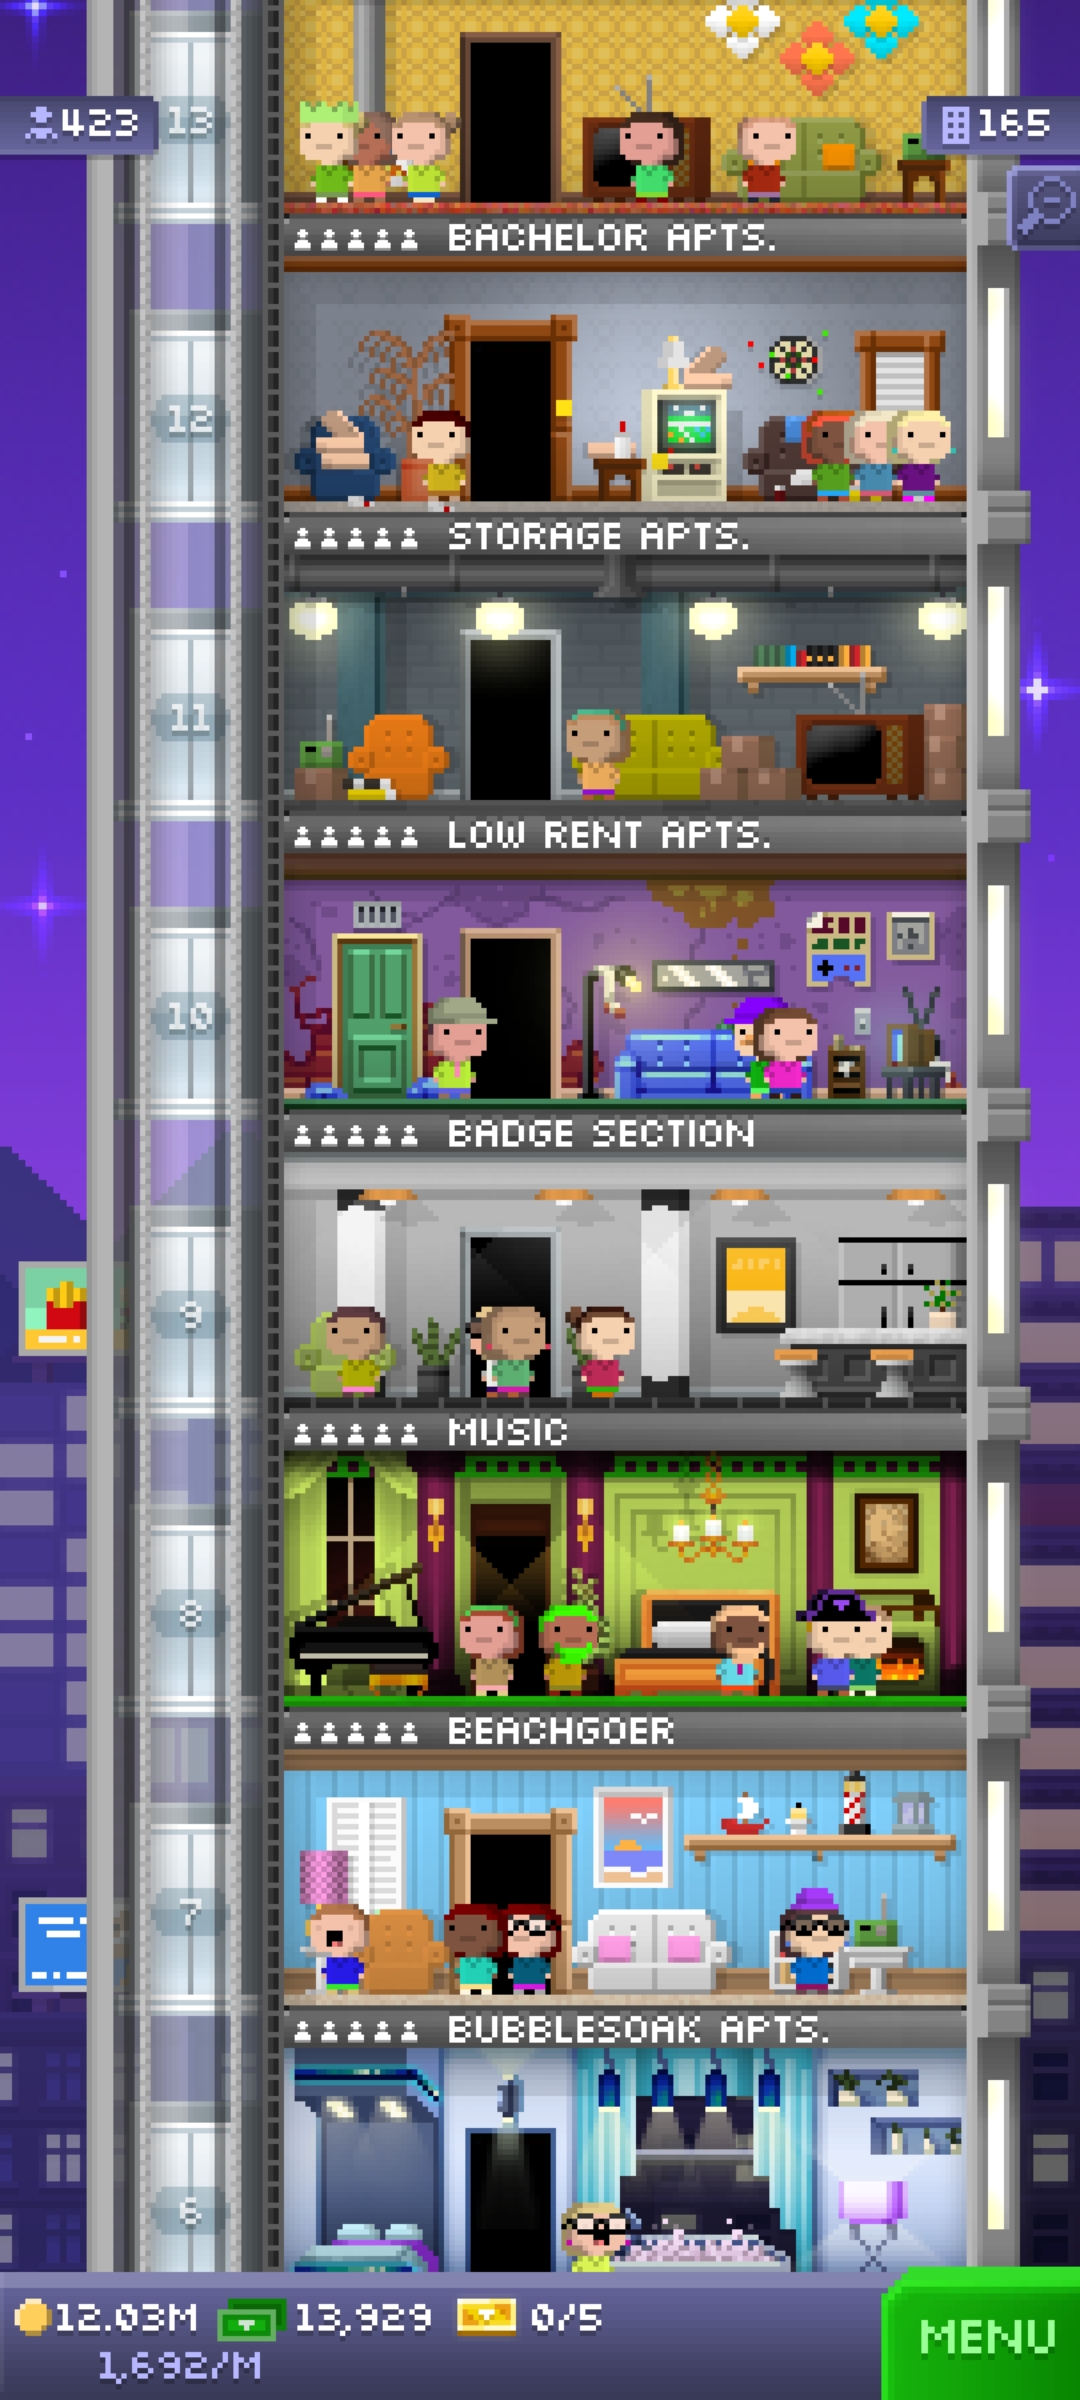 13
423
165
BACHELOR APTS.
12
STORAGE APTS.
11
LOW RENT APTS.
10
BADGE SECTION
9
MUSIC
8
BEACHGOER
7
BUBBLESOAK APTS.
6
12.03M 13,929 0/5
1,692/M
MENU